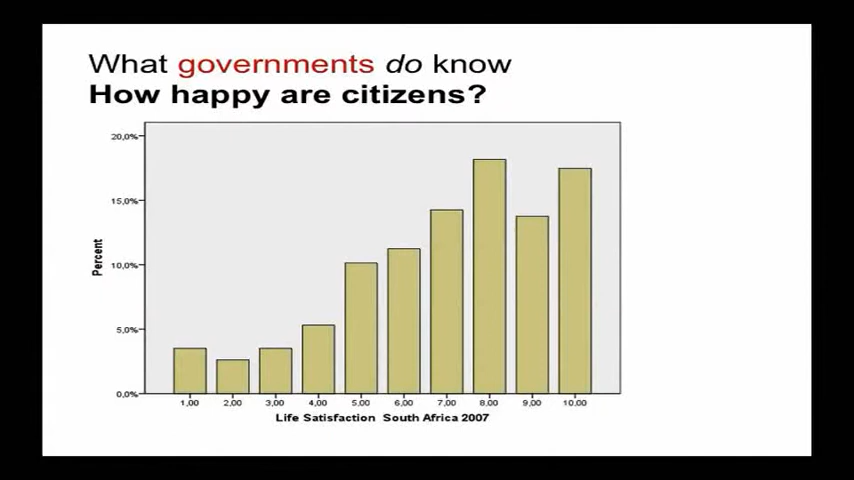 What governments do know
How happy are citizens?
20,0%
15,0%
10,0%
5,0%
0,0%
Percent
1,00 2,00 3,00 4,00 5,00 6,00 7,00 8,00 9,00 10,00
Life Satisfaction South Africa 2007